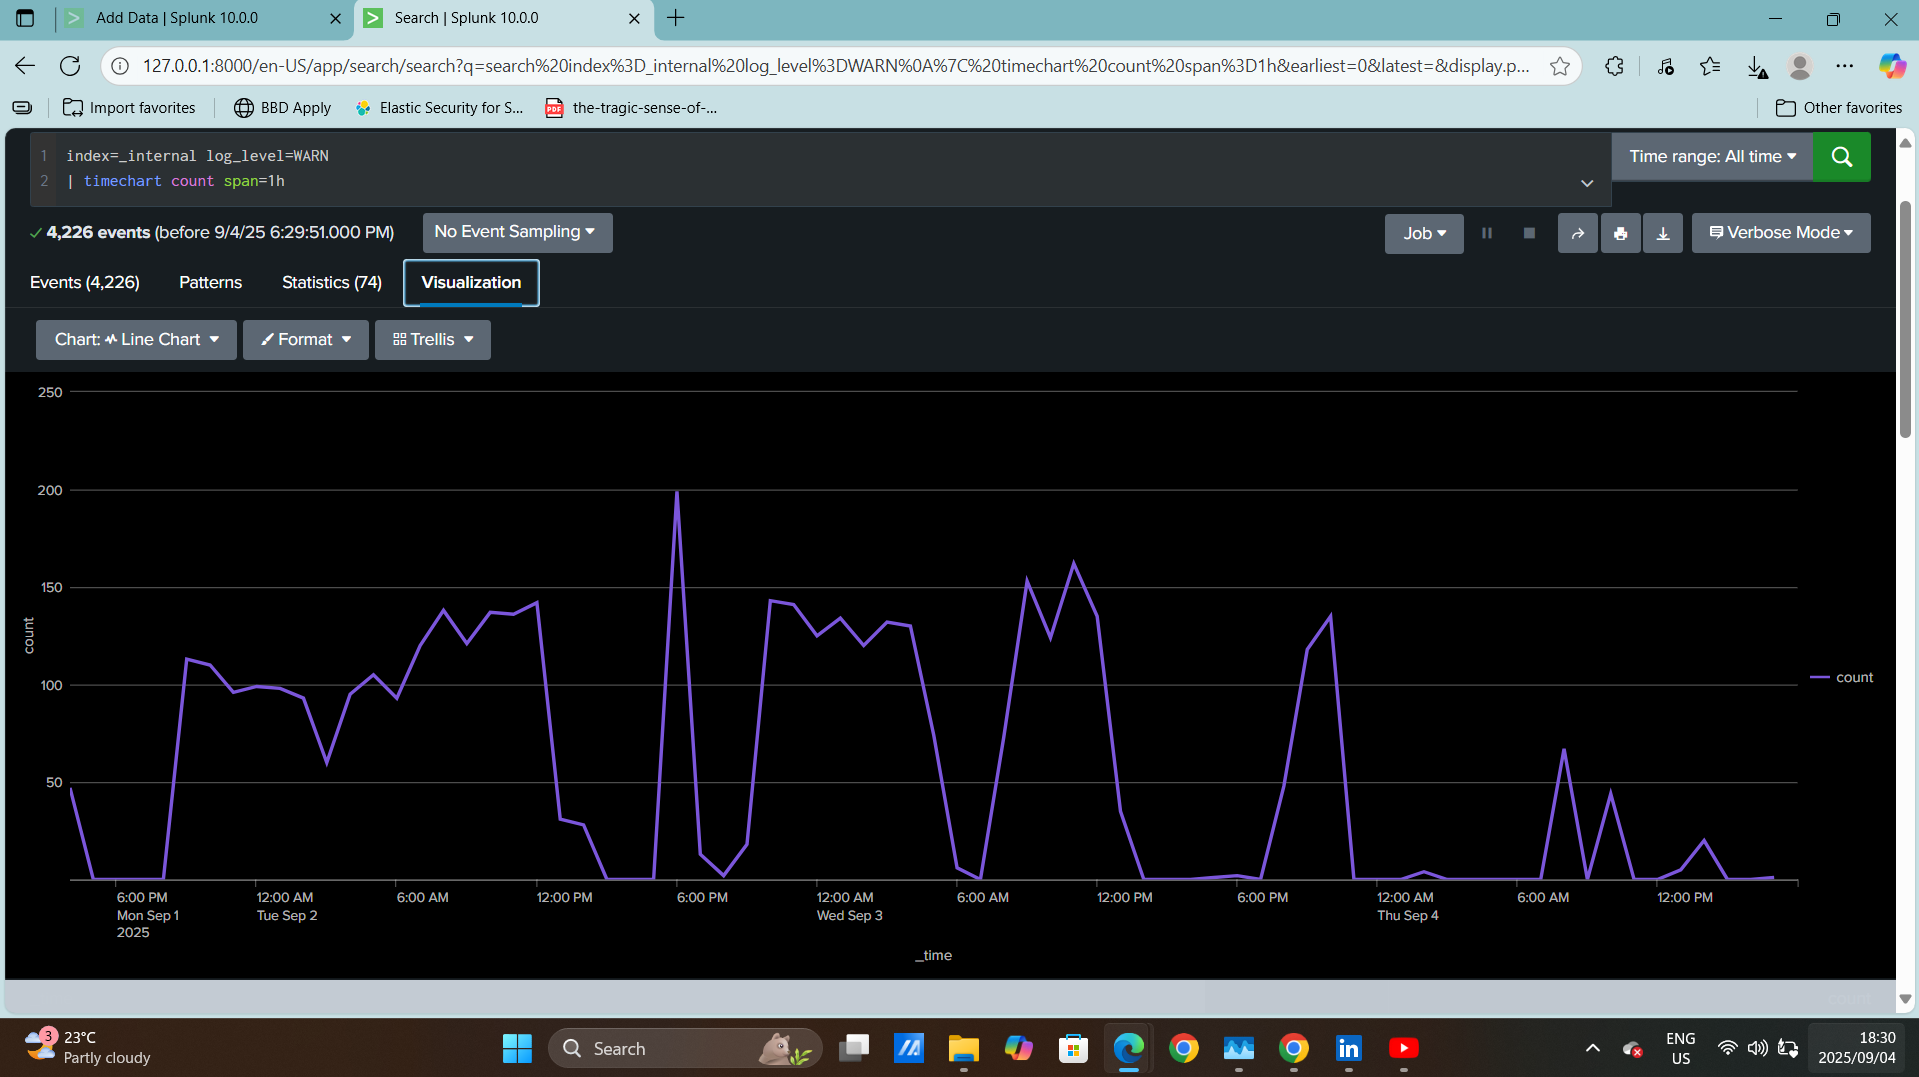 Add Data | Splunk 10.0.0
Search | Splunk 10.0.0
127.0.0.1:8000/en-US/app/search/search?q=search%20index%3D_internal%20log_level%3DWARN%0A%7C%20timechart%20count%20span%3D1h&earliest=0&latest=&display.p...
Import favorites
BBD Apply
Elastic Security for S...
PDF
the-tragic-sense-of-...
Other favorites
1 index=_internal log_level=WARN
2 | timechart count span=1h
Time range: All time
4,226 events (before 9/4/25 6:29:51.000 PM)
No Event Sampling
Job
Verbose Mode
Events (4,226)
Patterns
Statistics (74)
Visualization
Chart: Line Chart
Format
Trellis
250
200
150
100
50
count
count
6:00 PM
Mon Sep 1
2025
12:00 AM
Tue Sep 2
6:00 AM
12:00 PM
6:00 PM
12:00 AM
Wed Sep 3
6:00 AM
12:00 PM
6:00 PM
12:00 AM
Thu Sep 4
6:00 AM
12:00 PM
_time
3
23°C
Partly cloudy
Search
in
ENG
US
18:30
2025/09/04